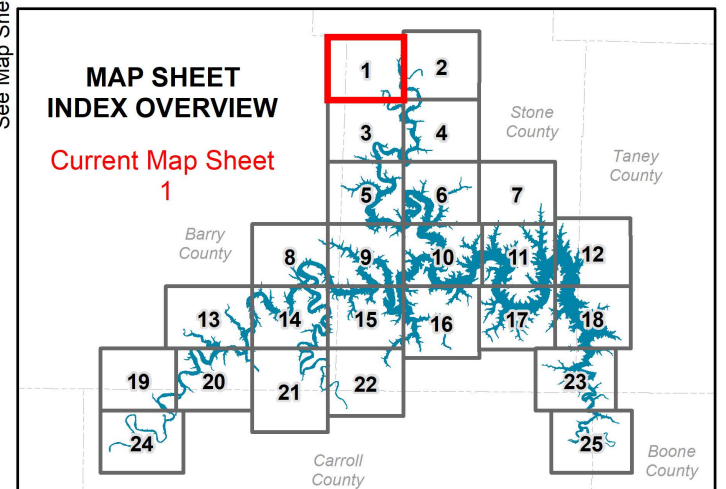 See Map She
MAP SHEET
INDEX OVERVIEW
Current Map Sheet
1
1
2
Stone
County
3
4
Taney
County
5
6
7
Barry
County
8
9
10
11
12
13
14
15
16
17
18
19
20
21
22
23
24
25
Carroll
County
Boone
County